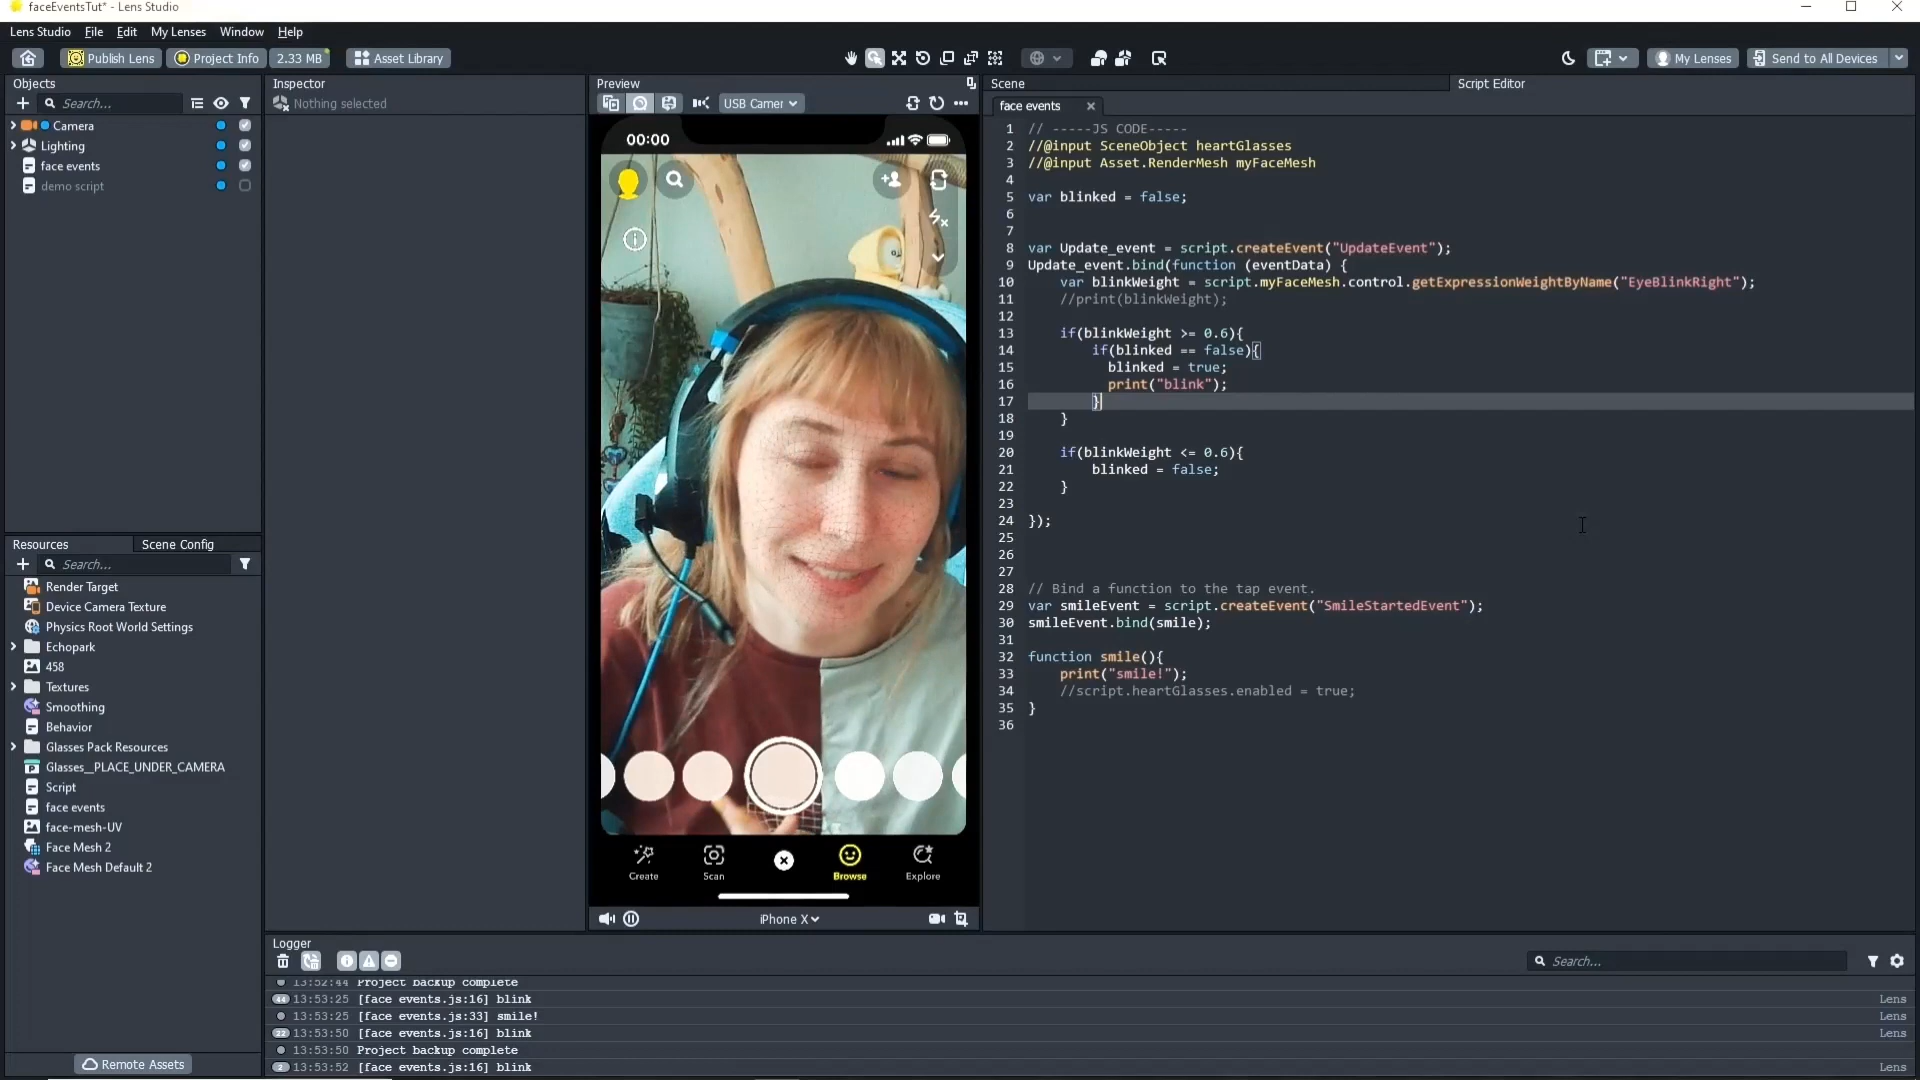 faceEventsTut* - Lens Studio
Lens Studio File Edit My Lenses Window Help
Publish Lens Project Info 2.33 MB Asset Library My Lenses Send to All Devices
Objects
Search...
Camera
Lighting
face events
demo script
Resources Scene Config
Search...
Render Target
Device Camera Texture
Physics Root World Settings
Echopark
458
Textures
Smoothing
Behavior
Glasses Pack Resources
Glasses__PLACE_UNDER_CAMERA
Script
face events
face-mesh-UV
Face Mesh 2
Face Mesh Default 2
Remote Assets
Inspector
Nothing selected
Preview
USB Camer
00:00
Create Scan Browse Explore
iPhone X
Scene Script Editor
face events
1 // -----JS CODE-----
2 //@input SceneObject heartGlasses
3 //@input Asset.RenderMesh myFaceMesh
4
5 var blinked = false;
6
7
8 var Update_event = script.createEvent("UpdateEvent");
9 Update_event.bind(function (eventData) {
10 var blinkWeight = script.myFaceMesh.control.getExpressionWeightByName("EyeBlinkRight");
11 //print(blinkWeight);
12
13 if(blinkWeight >= 0.6){
14 if(blinked == false){
15 blinked = true;
16 print("blink");
17 }
18 }
19
20 if(blinkWeight <= 0.6){
21 blinked = false;
22 }
23
24 });
25
26
27
28 // Bind a function to the tap event.
29 var smileEvent = script.createEvent("SmileStartedEvent");
30 smileEvent.bind(smile);
31
32 function smile(){
33 print("smile!");
34 //script.heartGlasses.enabled = true;
35 }
36
Logger
Search...
13:52:44 Project backup complete
44 13:53:25 [face events.js:16] blink Lens
13:53:25 [face events.js:33] smile! Lens
22 13:53:50 [face events.js:16] blink Lens
13:53:50 Project backup complete
2 13:53:52 [face events.js:16] blink Lens